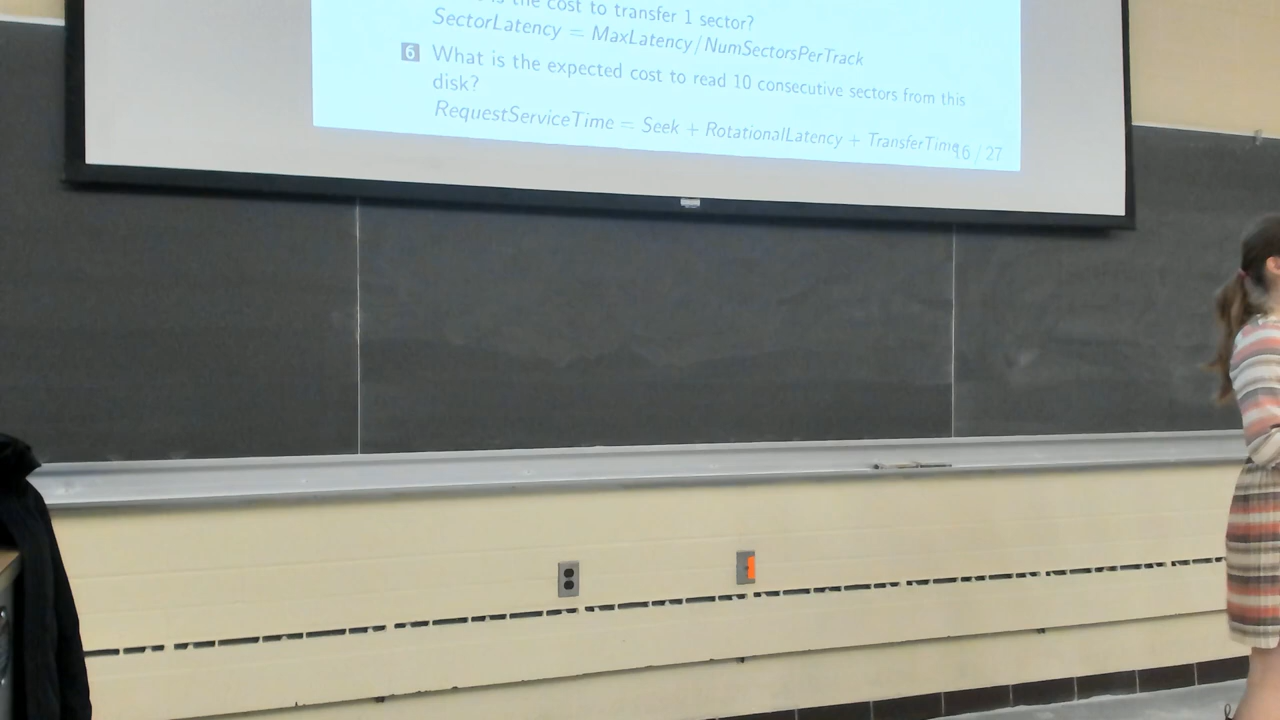 is the cost to transfer 1 sector?
SectorLatency = MaxLatency/NumSectorsPerTrack
6 What is the expected cost to read 10 consecutive sectors from this
disk?
RequestServiceTime = Seek + RotationalLatency + TransferTime
16 / 27